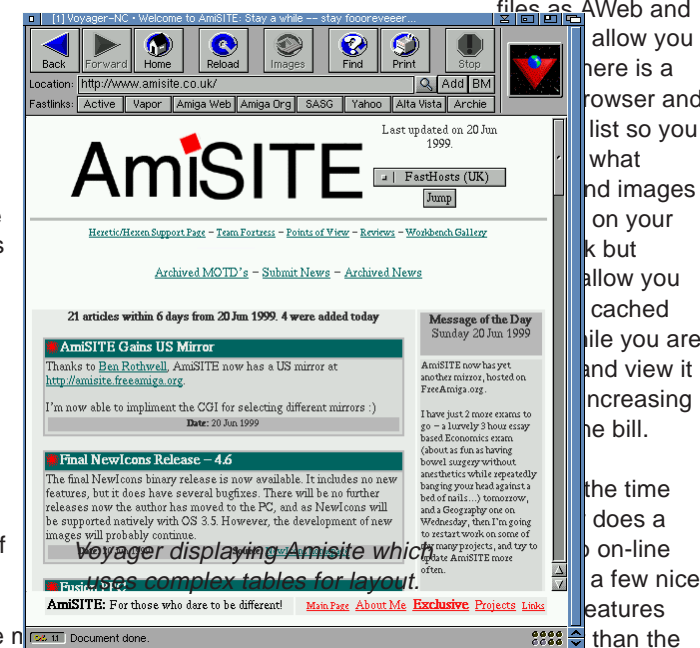 [1] Voyager-NC · Welcome to AmiSITE: Stay a while -- stay foooreveeer...
Back Forward Home Reload Images Find Print Stop
Location: http://www.amisite.co.uk/ Add BM
Fastlinks: Active Vapor Amiga Web Amiga Org SASG Yahoo Alta Vista Archie
AmiSITE
Last updated on 20 Jun
1999.
FastHosts (UK)
Jump
Heretic/Hexen Support Page – Team Fortress – Points of View – Reviews – Workbench Gallery
Archived MOTD's – Submit News – Archived News
21 articles within 6 days from 20 Jun 1999. 4 were added today
AmiSITE Gains US Mirror
Thanks to Ben Rothwell, AmiSITE now has a US mirror at
http://amisite.freeamiga.org.
I'm now able to impliment the CGI for selecting different mirrors :)
Date: 20 Jun 1999
Final NewIcons Release – 4.6
The final NewIcons binary release is now available. It includes no new
features, but it does have several bugfixes. There will be no further
releases now the author has moved to the PC, and as NewIcons will
be supported natively with OS 3.5. However, the development of new
images will probably continue.
Message of the Day
Sunday 20 Jun 1999
AmiSITE now has yet
another mirror, hosted on
FreeAmiga.org.
I have just 2 more exams to
go – a lurvely 3 hour essay
based Economics exam
(about as fun as having
bowel surgery without
anesthetics while repeatedly
banging your head against a
bed of nails...) tomorrow,
and a Geography one on
Wednesday, then I'm going
to restart work on some of
my many projects, and try to
update AmiSITE more
often.
AmiSITE: For those who dare to be different! Main Page About Me Exclusive Projects Links
Document done.
Voyager displaying Amisite which
uses complex tables for layout.
files as AWeb and
allow you
here is a
rowser and
list so you
what
nd images
on your
k but
allow you
cached
hile you are
and view it
ncreasing
ne bill.
the time
does a
on-line
a few nice
eatures
than the